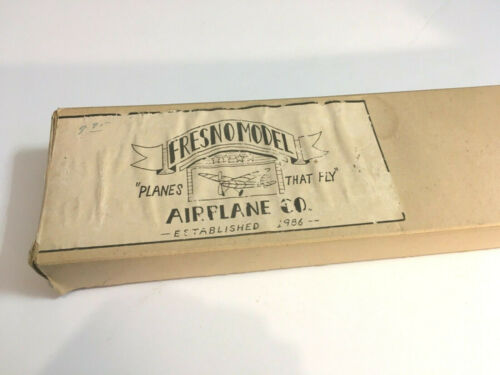 FRESNO MODEL
"PLANES THAT FLY"
AIRPLANE CO.
—ESTABLISHED 1986—